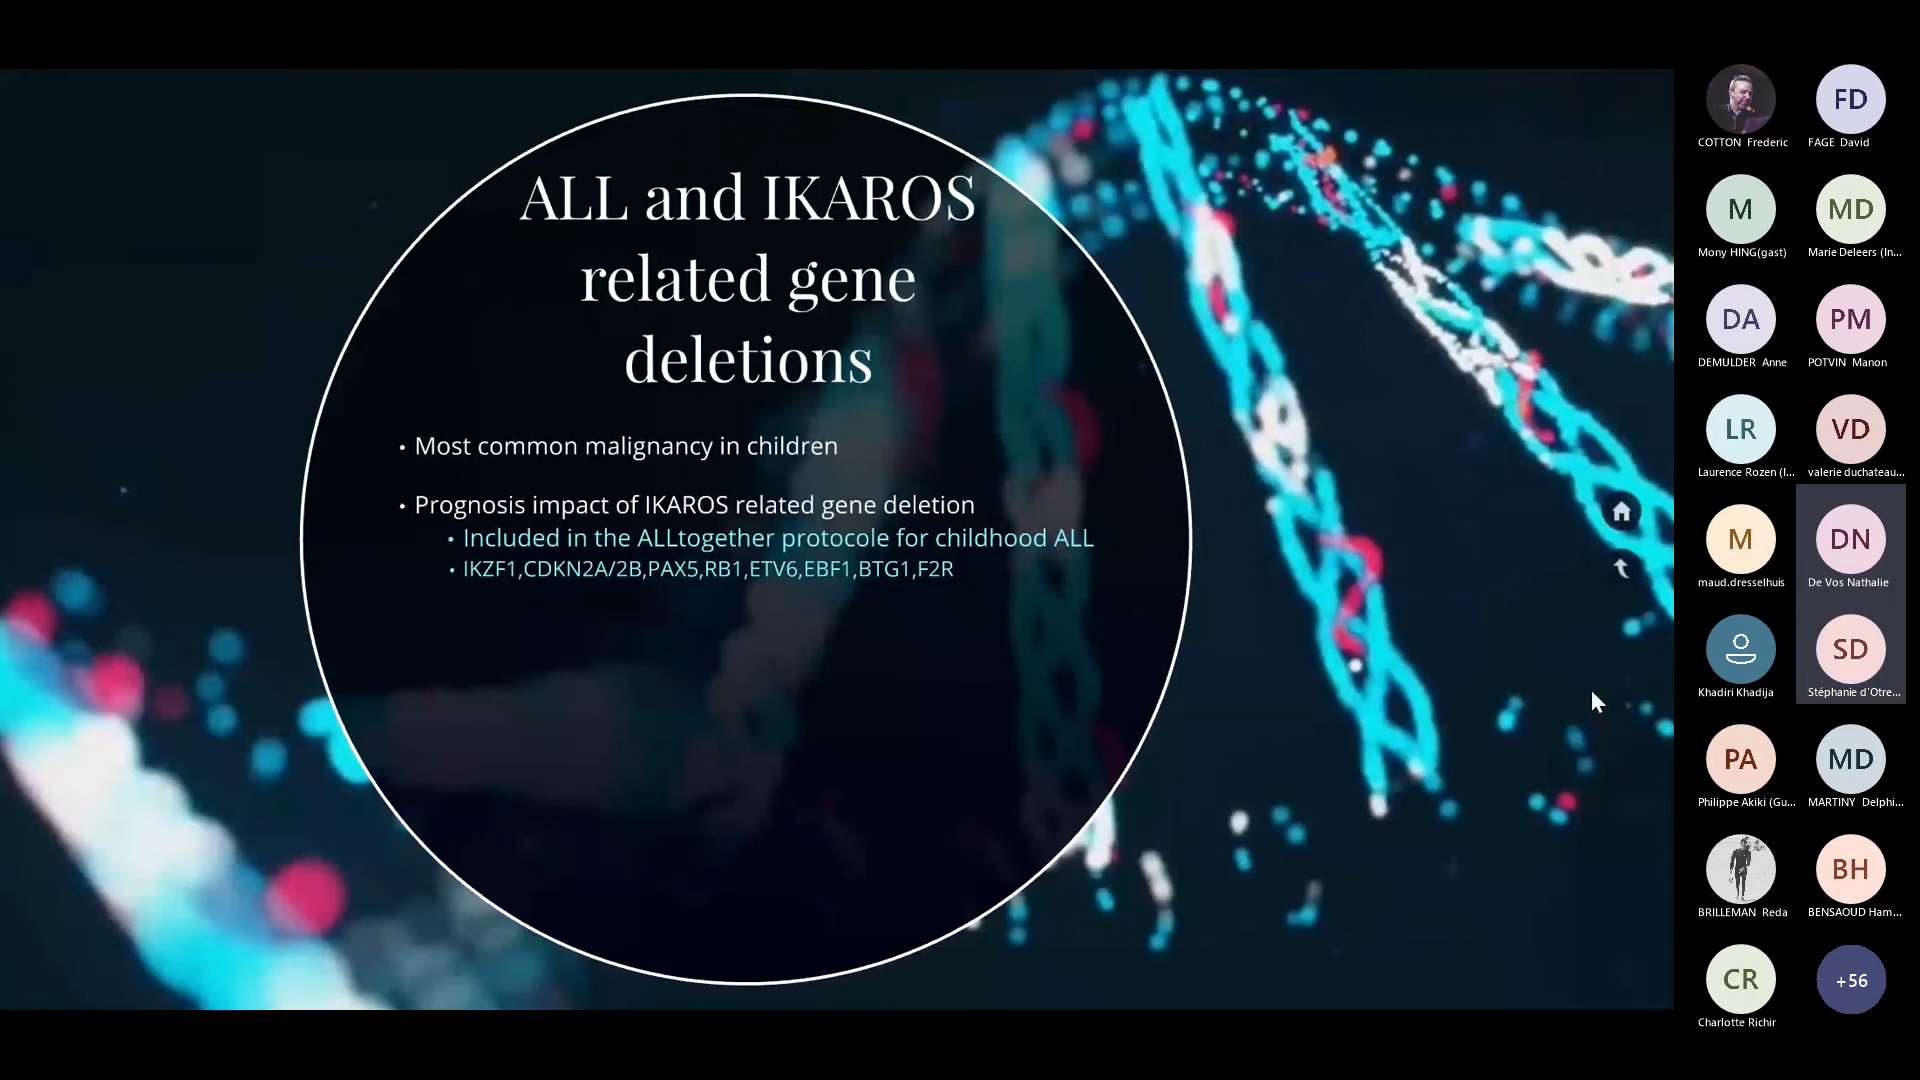 ALL and IKAROS
related gene
deletions
• Most common malignancy in children
• Prognosis impact of IKAROS related gene deletion
• Included in the ALLtogether protocole for childhood ALL
• IKZF1,CDKN2A/2B,PAX5,RB1,ETV6,EBF1,BTG1,F2R
COTTON Frederic
FD
FAGE David
M
Mony HING(gast)
MD
Marie Deleers (In...
DA
DEMULDER Anne
PM
POTVIN Manon
LR
Laurence Rozen (I...
VD
valerie duchateau...
M
maud.dresselhuis
DN
De Vos Nathalie
Khadiri Khadija
SD
Stéphanie d'Otre...
PA
Philippe Akiki (Gu...
MD
MARTINY Delphi...
BRILLEMAN Reda
BH
BENSAOUD Ham...
CR
Charlotte Richir
+56